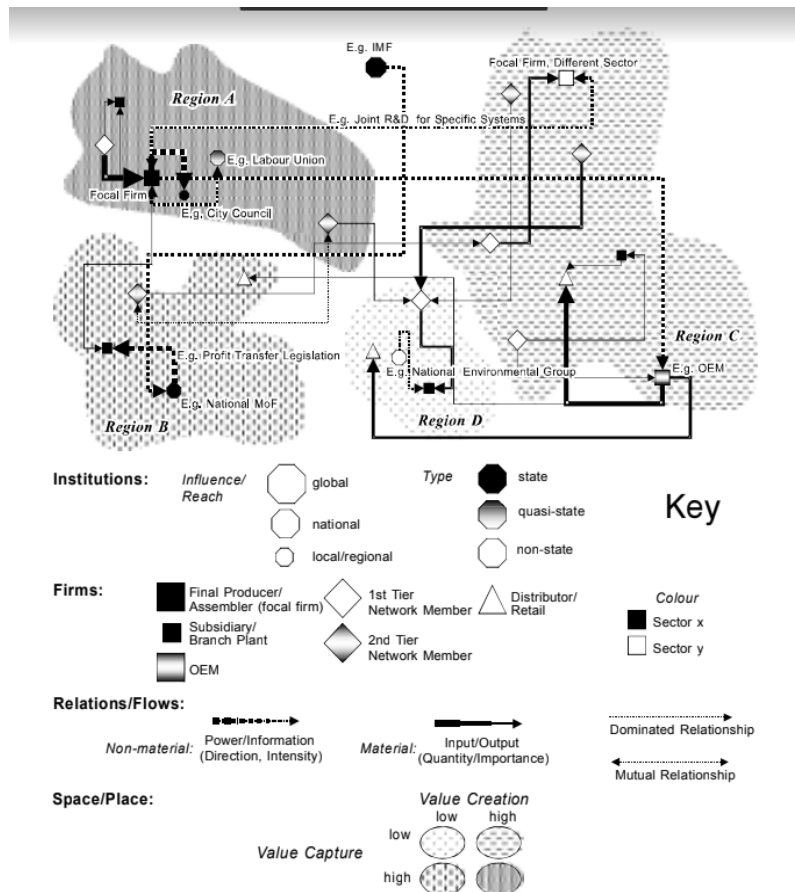 E.g. IMF
Focal Firm, Different Sector
Region A
E.g. Joint R&D for Specific Systems
E.g. Labour Union
Focal Firm
E.g, City Council
Region C
E.g. Profit Transfer Legislation
E.g. National Environmental Group
E.g. OEM
E.g. National MoF
Region D
Region B
Institutions:
Influence/
Reach
global
national
local/regional
Type
state
quasi-state
non-state
Key
Firms:
Final Producer/
Assembler (focal firm)
Subsidiary/
Branch Plant
OEM
1st Tier
Network Member
2nd Tier
Network Member
Distributor/
Retail
Colour
Sector x
Sector y
Relations/Flows:
Non-material:
Power/Information
(Direction, Intensity)
Material:
Input/Output
(Quantity/Importance)
Dominated Relationship
Mutual Relationship
Space/Place:
Value Creation
low high
Value Capture
low
high